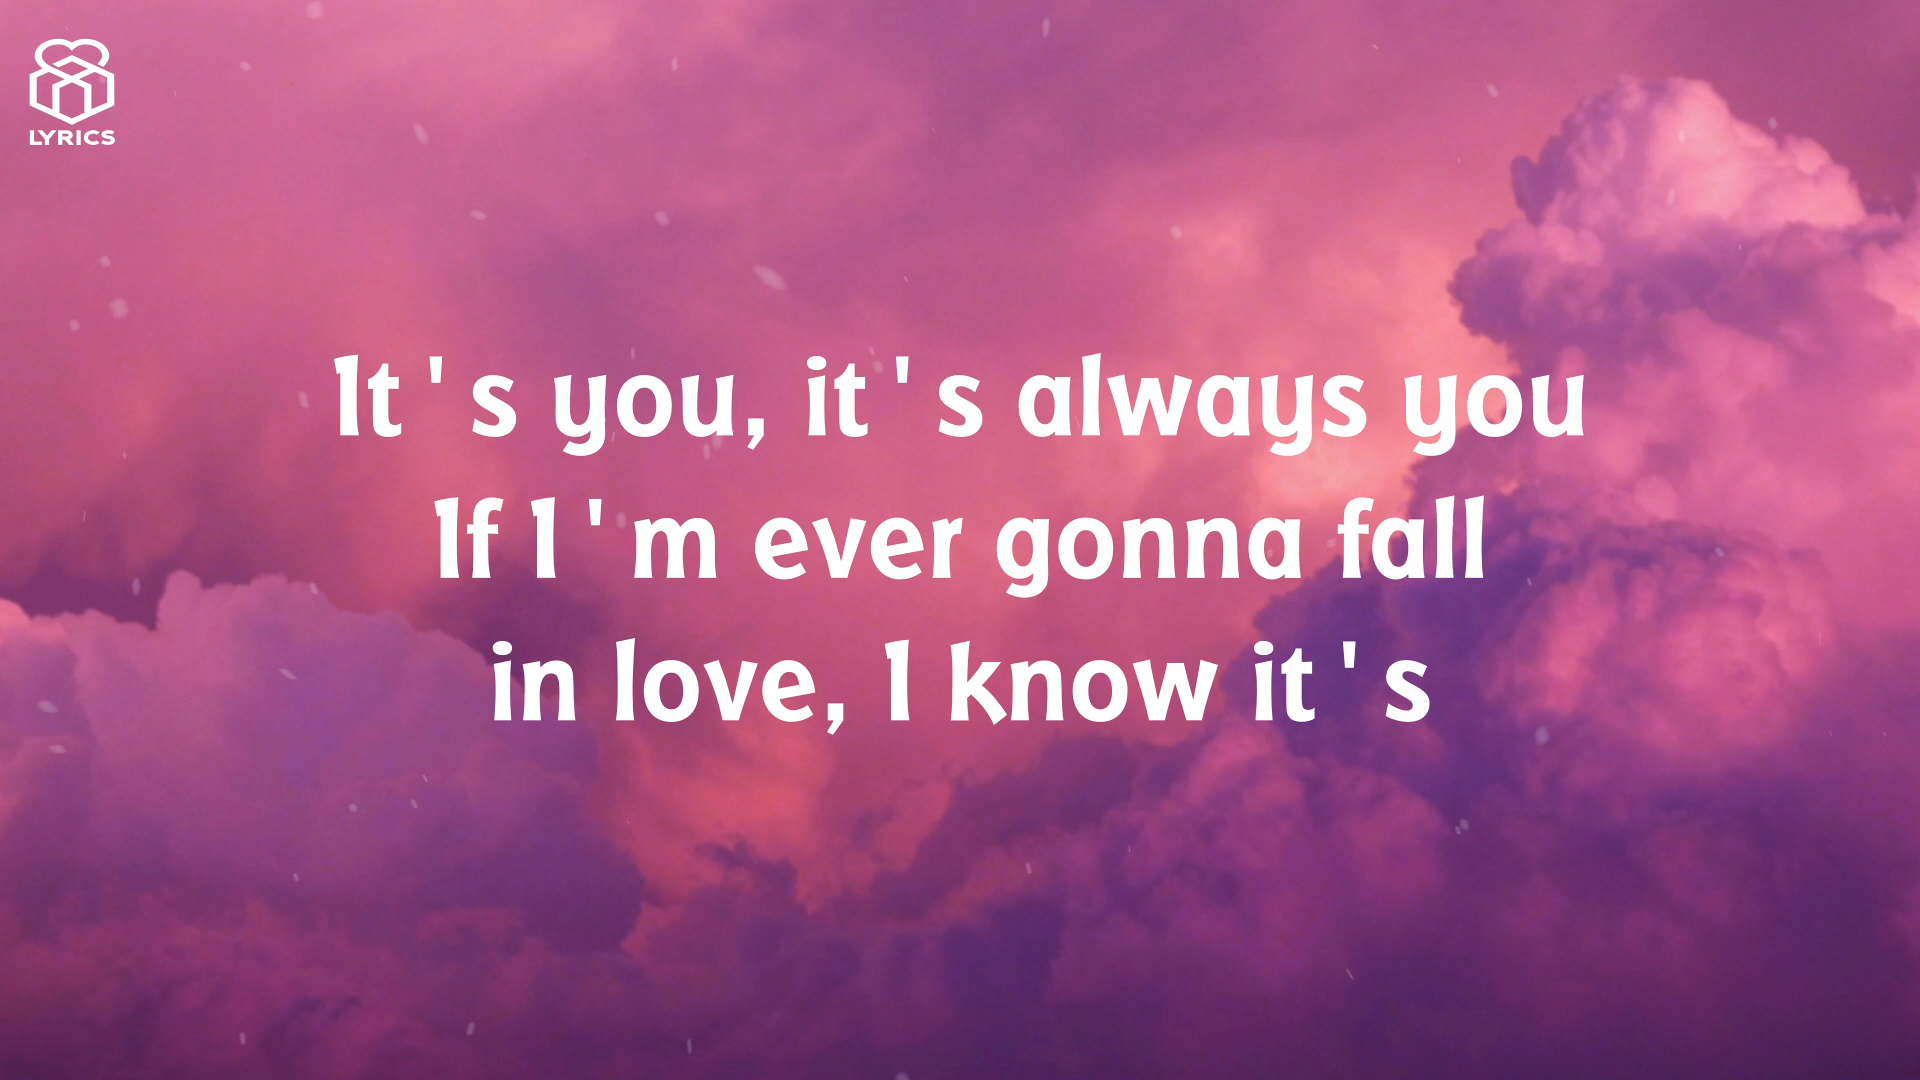 LYRICS
It's you, it's always you
If I'm ever gonna fall
in love, I know it's